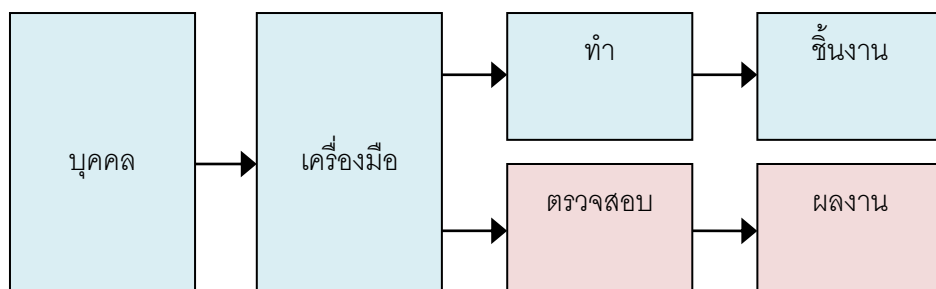 บุคคล
เครื่องมือ
ทำ
ชิ้นงาน
ตรวจสอบ
ผลงาน